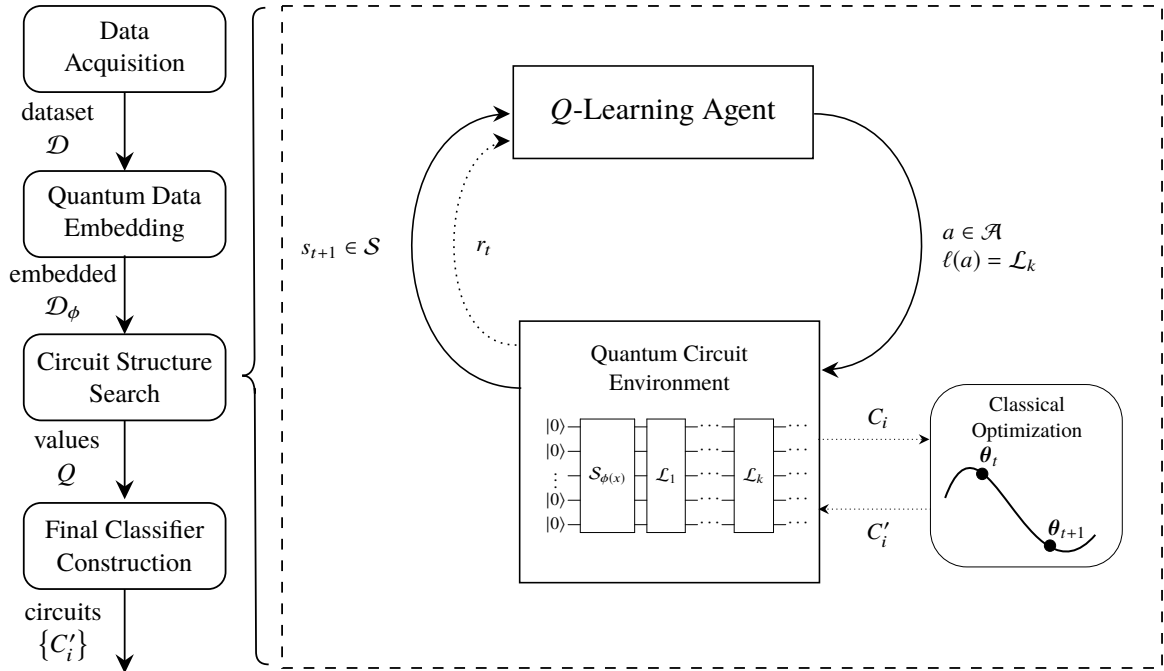 Data
Acquisition
dataset
𝒟
Quantum Data
Embedding
embedded
𝒟_ϕ
Circuit Structure
Search
values
Q
Final Classifier
Construction
circuits
{C′_i}
Q-Learning Agent
s_{t+1} ∈ 𝒮
r_t
a ∈ 𝒜
ℓ(a) = ℒ_k
Quantum Circuit
Environment
|0⟩
|0⟩
⋮
|0⟩
|0⟩
𝒮_{ϕ(x)}
ℒ_1
⋯
ℒ_k
⋯
C_i
C′_i
Classical
Optimization
θ_t
θ_{t+1}